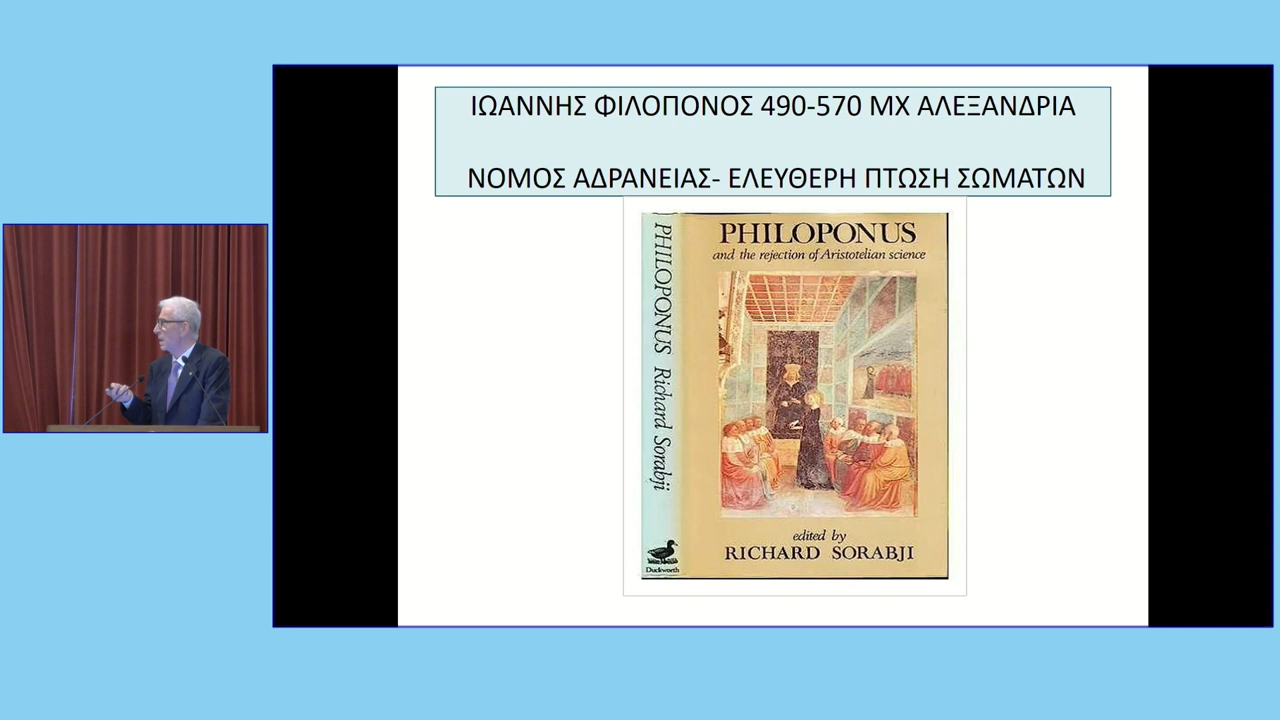 ΙΩΑΝΝΗΣ ΦΙΛΟΠΟΝΟΣ 490-570 ΜΧ ΑΛΕΞΑΝΔΡΙΑ
ΝΟΜΟΣ ΑΔΡΑΝΕΙΑΣ- ΕΛΕΥΘΕΡΗ ΠΤΩΣΗ ΣΩΜΑΤΩΝ
PHILOPONUS Richard Sorabji
Duckworth
PHILOPONUS
and the rejection of Aristotelian science
edited by
RICHARD SORABJI